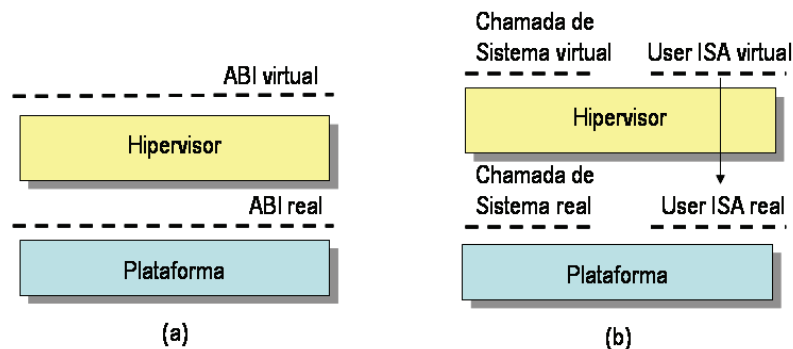 ABI virtual
Hipervisor
ABI real
Plataforma
(a)
Chamada de
Sistema virtual
User ISA virtual
Hipervisor
Chamada de
Sistema real
User ISA real
Plataforma
(b)